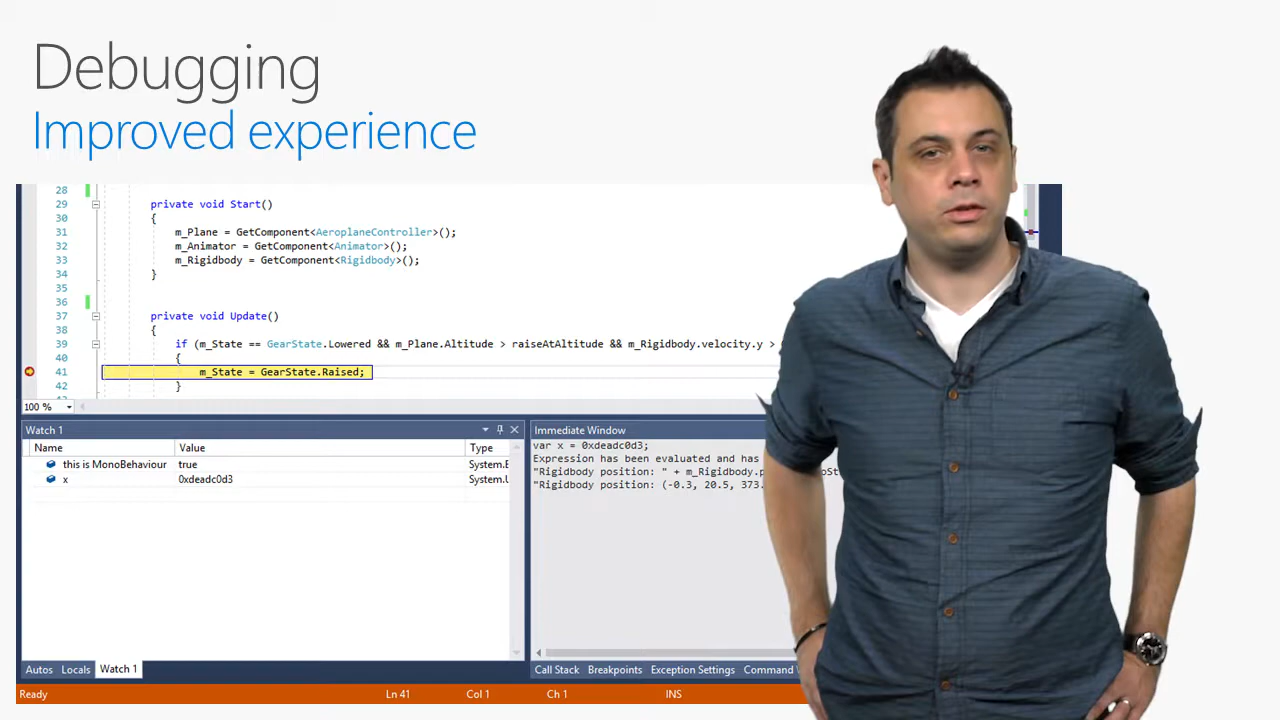 Debugging
Improved experience
28
29 private void Start()
30 {
31 m_Plane = GetComponent<AeroplaneController>();
32 m_Animator = GetComponent<Animator>();
33 m_Rigidbody = GetComponent<Rigidbody>();
34 }
35
36
37 private void Update()
38 {
39 if (m_State == GearState.Lowered && m_Plane.Altitude > raiseAtAltitude && m_Rigidbody.velocity.y >
40 {
41 m_State = GearState.Raised;
42 }
100 %
Watch 1
Name Value Type
this is MonoBehaviour true
x 0xdeadc0d3
Autos Locals Watch 1
Immediate Window
var x = 0xdeadc0d3;
Expression has been evaluated and has
"Rigidbody position: " + m_Rigidbody.p
"Rigidbody position: (-0.3, 20.5, 373.
Call Stack Breakpoints Exception Settings Command
Ready Ln 41 Col 1 Ch 1 INS